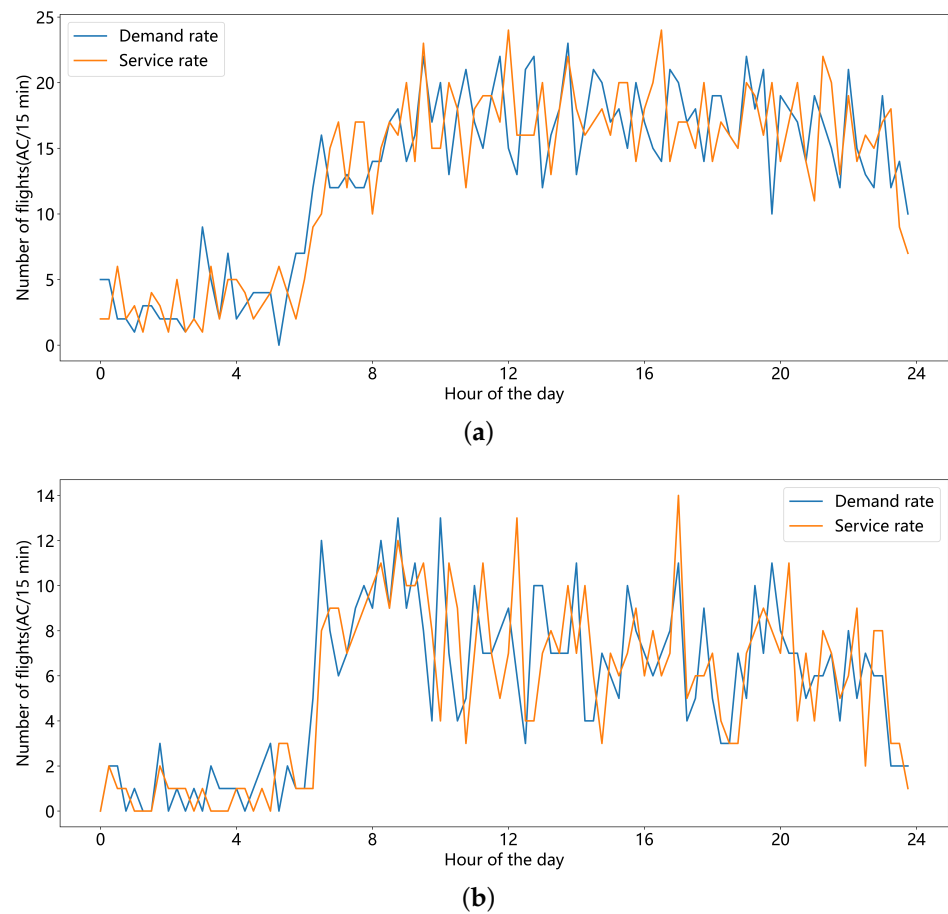 25
20
15
10
5
0
Number of flights(AC/15 min)
Demand rate
Service rate
0 4 8 12 16 20 24
Hour of the day
(a)
14
12
10
8
6
4
2
0
Number of flights(AC/15 min)
Demand rate
Service rate
0 4 8 12 16 20 24
Hour of the day
(b)